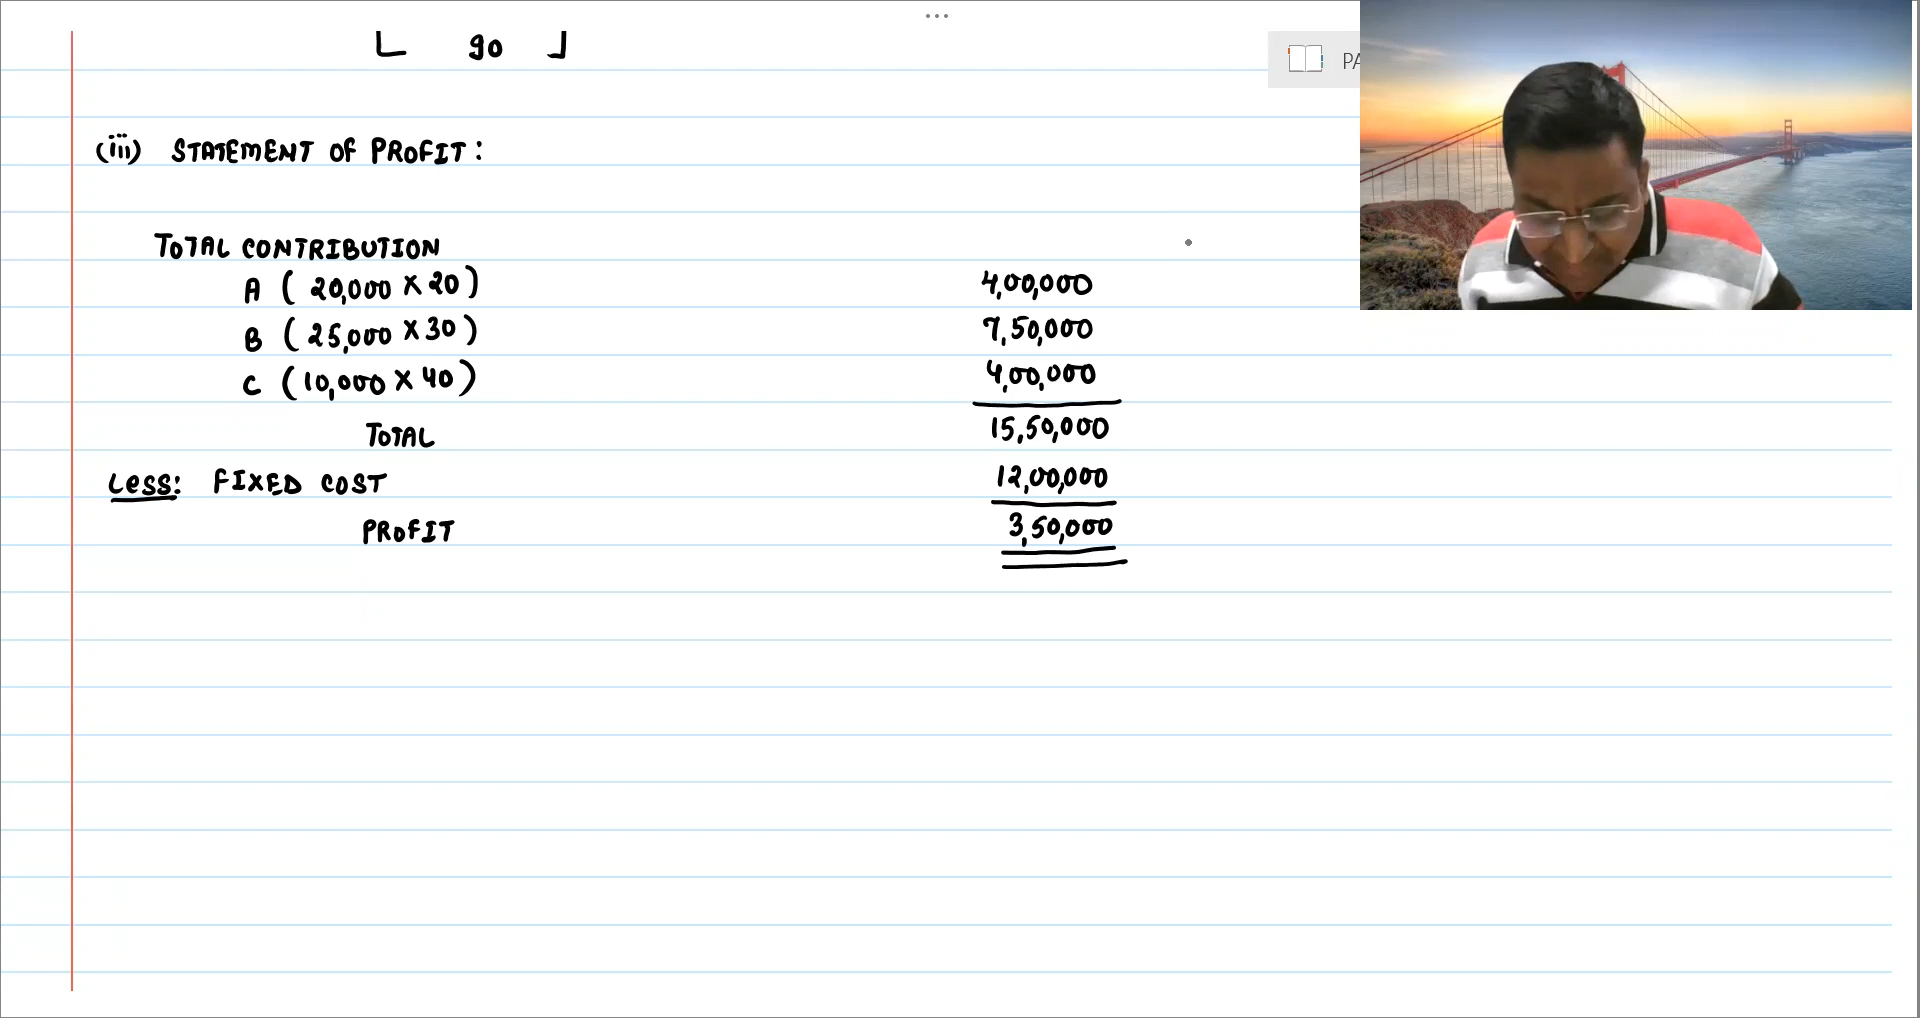 90
PA
(iii) STATEMENT OF PROFIT:
TOTAL CONTRIBUTION
A ( 20,000 X 20 ) 4,00,000
B ( 25,000 X 30 ) 7,50,000
C ( 10,000 X 40 ) 4,00,000
TOTAL 15,50,000
Less: FIXED COST 12,00,000
PROFIT 3,50,000